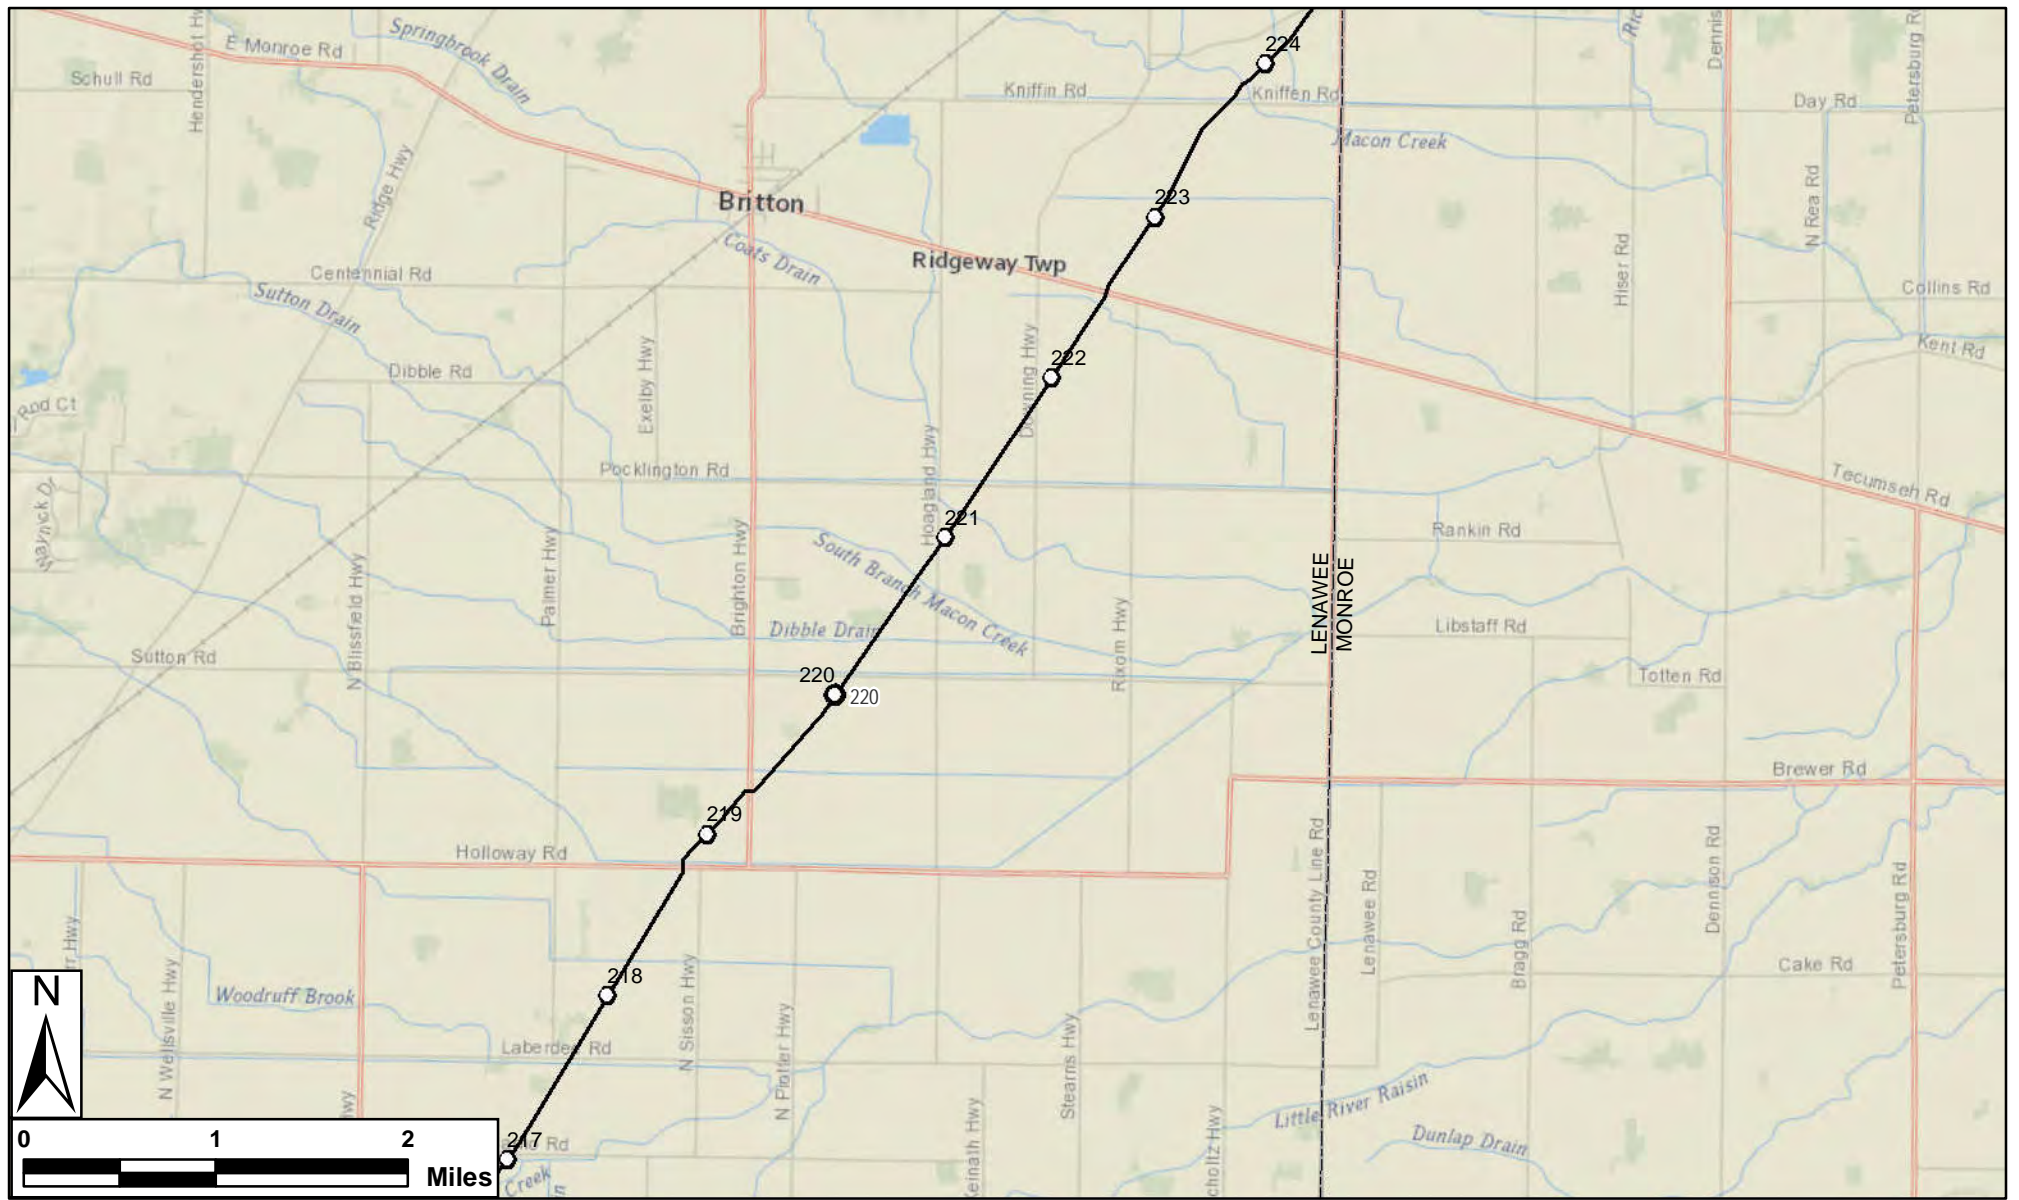 Springbrook Drain
E Monroe Rd
Schull Rd
Ridge Hwy
Kniffin Rd
224
Kniffen Rd
Macon Creek
Day Rd
N Rea Rd
Britton
Coats Drain
223
Ridgeway Twp
Hiser Rd
Collins Rd
Centennial Rd
Sutton Drain
Kent Rd
Dibble Rd
Exelby Hwy
222
Downing Hwy
Rod Ct
Pocklington Rd
Hoagland Hwy
Tecumseh Rd
221
Rankin Rd
Maynick Dr
N Blissfield Hwy
Palmer Hwy
Brighton Hwy
South Branch Macon Creek
Dibble Drain
LENAWEE
MONROE
Libstaff Rd
Sutton Rd
Rixom Hwy
Totten Rd
220
220
Brewer Rd
219
Holloway Rd
Lenawee County Line Rd
Lenawee Rd
Bragg Rd
Dennison Rd
Petersburg Rd
Cake Rd
218
N
Woodruff Brook
N Wellsville Hwy
Laberdee Rd
N Sisson Hwy
N Piotter Hwy
Stearns Hwy
Little River Raisin
Dunlap Drain
Hwy
217
Rd
Creek
0 1 2
Miles
Hendershot
Dennis
Petersburg